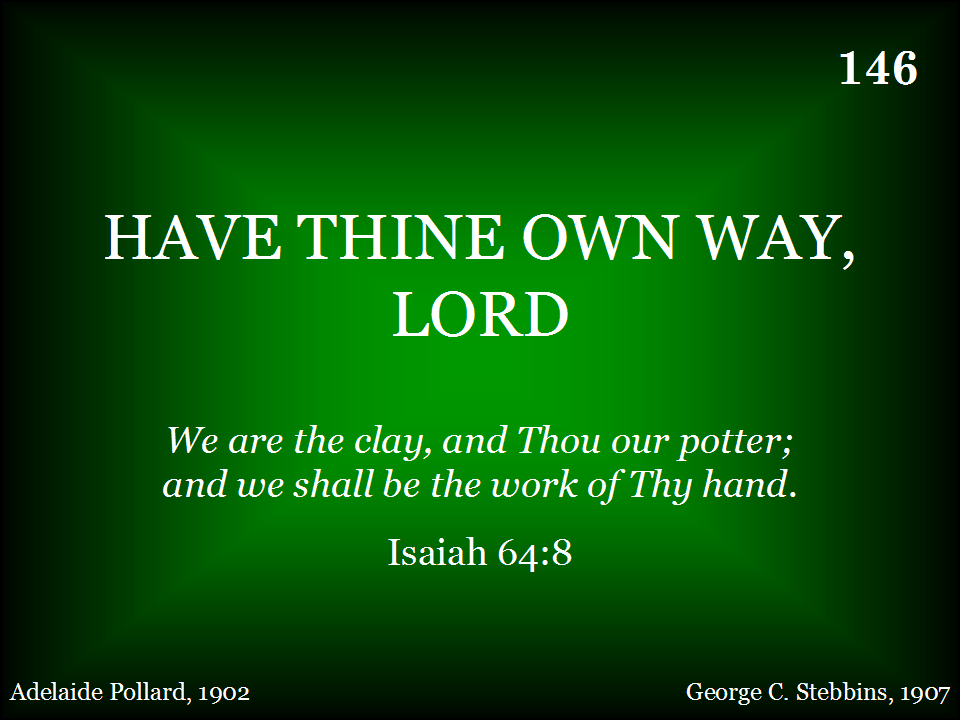 146
HAVE THINE OWN WAY,
LORD
We are the clay, and Thou our potter;
and we shall be the work of Thy hand.
Isaiah 64:8
Adelaide Pollard, 1902
George C. Stebbins, 1907